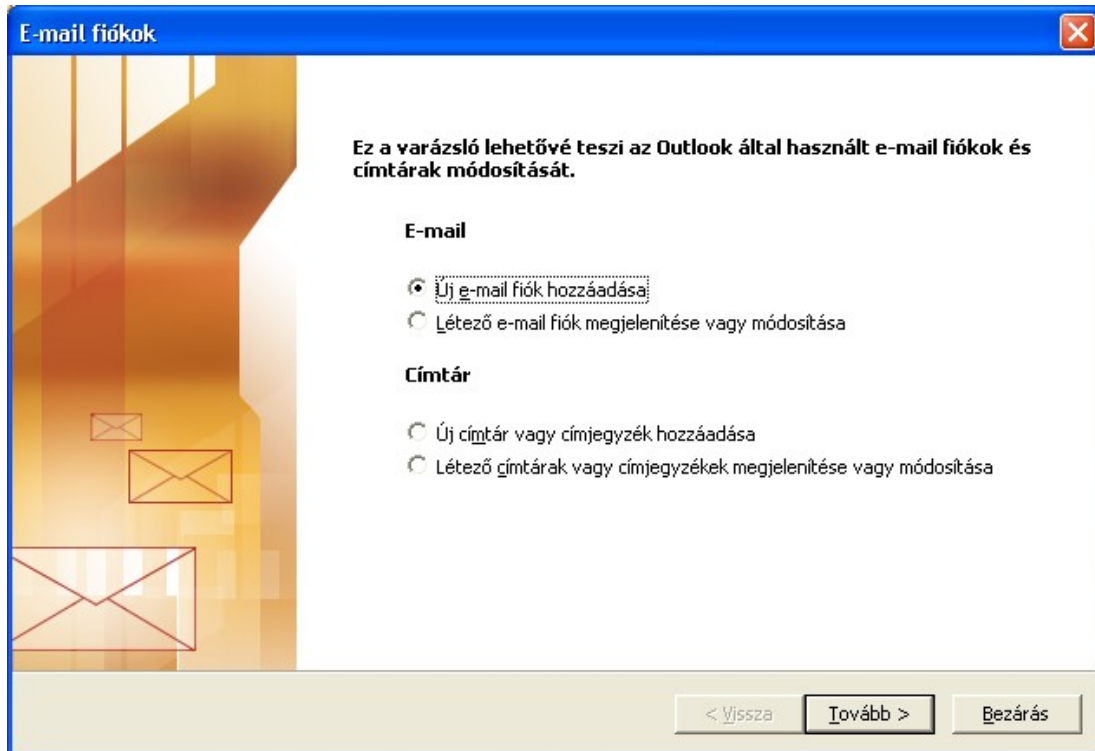 E-mail fiókok
Ez a varázsló lehetővé teszi az Outlook által használt e-mail fiókok és
címtárak módosítását.
E-mail
Új e-mail fiók hozzáadása
Létező e-mail fiók megjelenítése vagy módosítása
Címtár
Új címtár vagy címjegyzék hozzáadása
Létező címtárak vagy címjegyzékek megjelenítése vagy módosítása
< Vissza
Tovább >
Bezárás